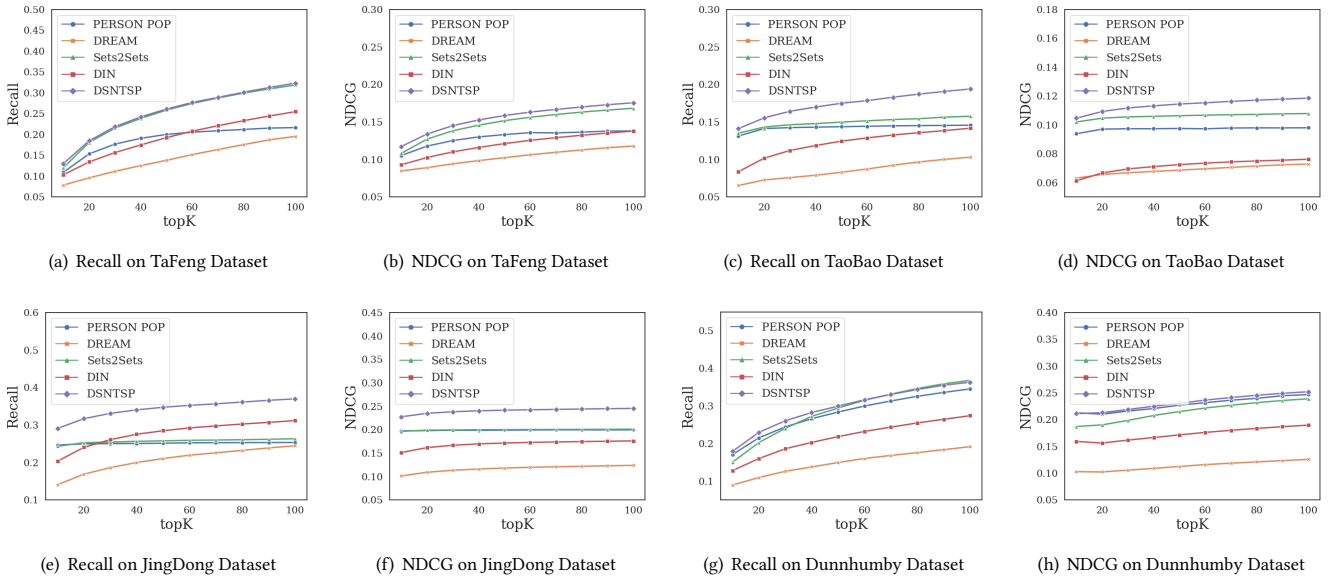 0.50
0.45
0.40
0.35
0.30
0.25
0.20
0.15
0.10
0.05
Recall
PERSON POP
DREAM
Sets2Sets
DIN
DSNTSP
20 40 60 80 100
topK
(a) Recall on TaFeng Dataset
0.30
0.25
0.20
0.15
0.10
0.05
NDCG
PERSON POP
DREAM
Sets2Sets
DIN
DSNTSP
20 40 60 80 100
topK
(b) NDCG on TaFeng Dataset
0.30
0.25
0.20
0.15
0.10
0.05
Recall
PERSON POP
DREAM
Sets2Sets
DIN
DSNTSP
20 40 60 80 100
topK
(c) Recall on TaoBao Dataset
0.18
0.16
0.14
0.12
0.10
0.08
0.06
NDCG
PERSON POP
DREAM
Sets2Sets
DIN
DSNTSP
20 40 60 80 100
topK
(d) NDCG on TaoBao Dataset
0.6
0.5
0.4
0.3
0.2
0.1
Recall
PERSON POP
DREAM
Sets2Sets
DIN
DSNTSP
20 40 60 80 100
topK
(e) Recall on JingDong Dataset
0.45
0.40
0.35
0.30
0.25
0.20
0.15
0.10
0.05
NDCG
PERSON POP
DREAM
Sets2Sets
DIN
DSNTSP
20 40 60 80 100
topK
(f) NDCG on JingDong Dataset
0.5
0.4
0.3
0.2
0.1
Recall
PERSON POP
DREAM
Sets2Sets
DIN
DSNTSP
20 40 60 80 100
topK
(g) Recall on Dunnhumby Dataset
0.40
0.35
0.30
0.25
0.20
0.15
0.10
0.05
NDCG
PERSON POP
DREAM
Sets2Sets
DIN
DSNTSP
20 40 60 80 100
topK
(h) NDCG on Dunnhumby Dataset